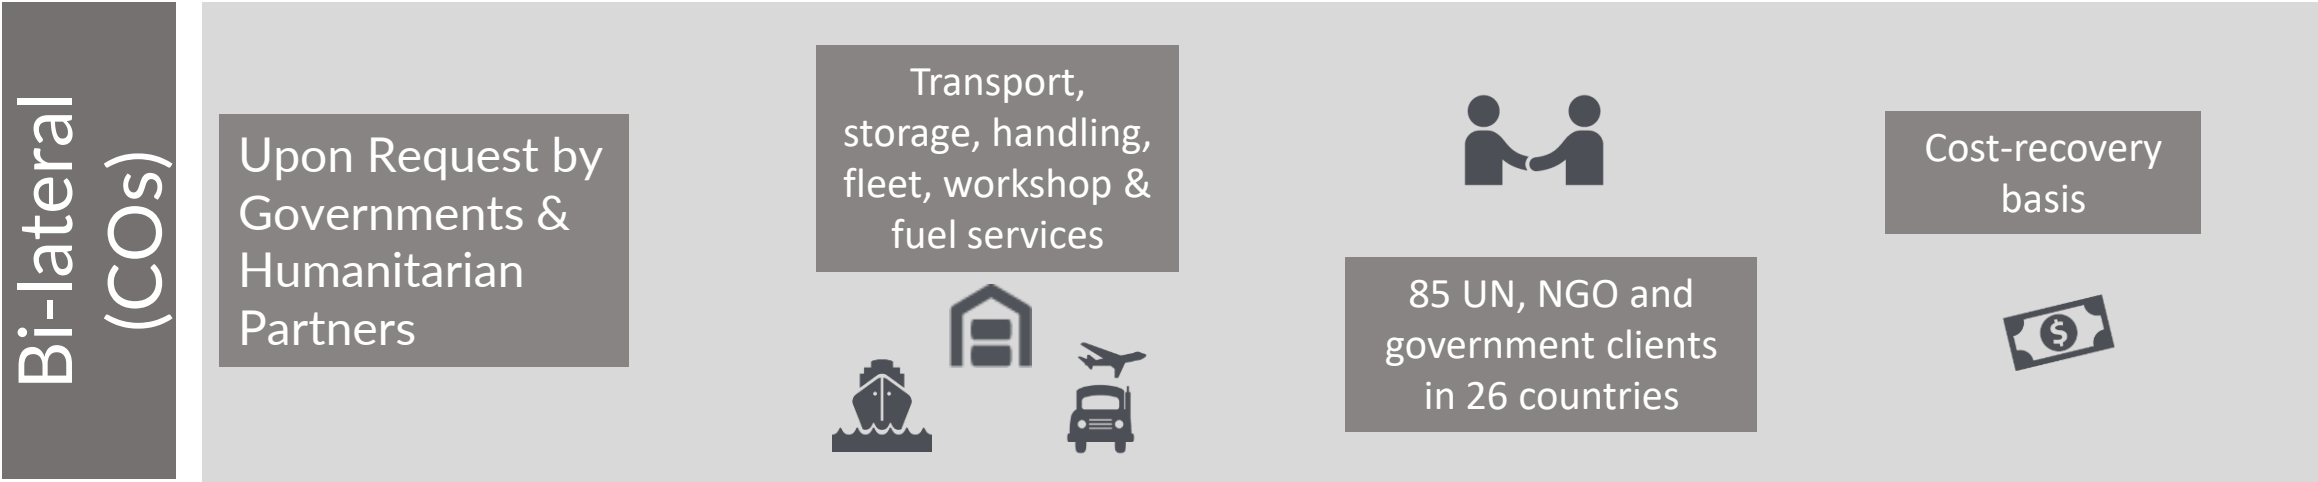 Bi-lateral
(COs)
Upon Request by
Governments &
Humanitarian
Partners
Transport,
storage, handling,
fleet, workshop &
fuel services
85 UN, NGO and
government clients
in 26 countries
Cost-recovery
basis
$